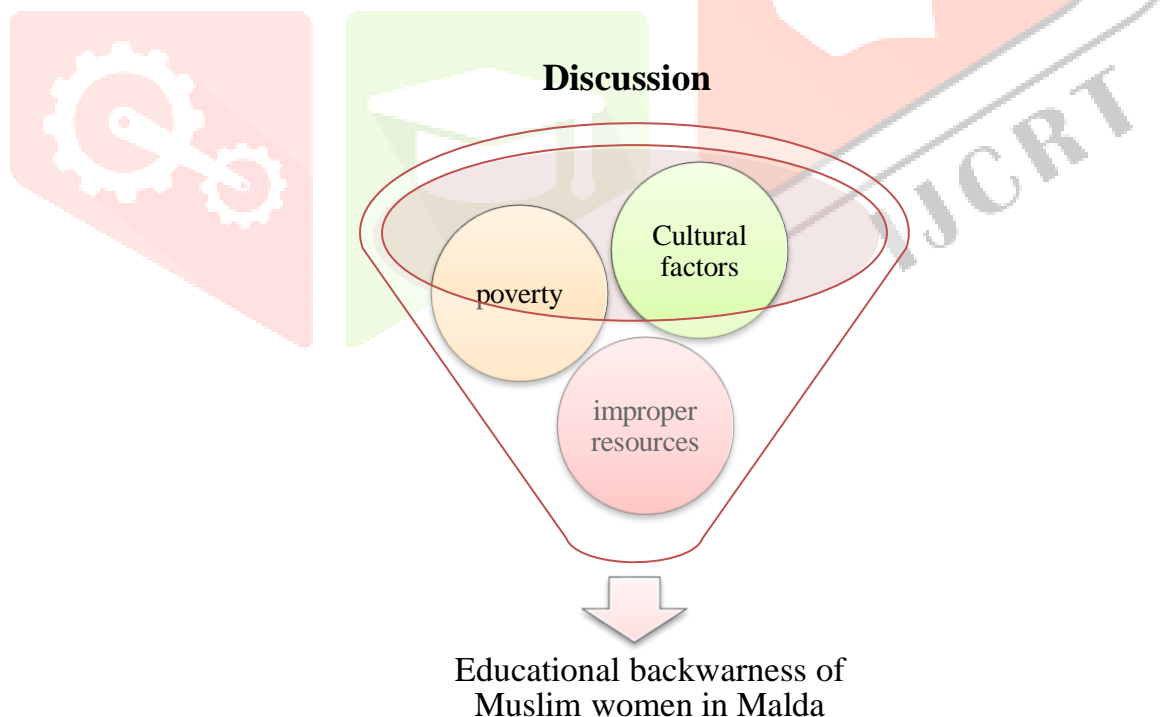 Discussion
IJCRT
Cultural
factors
poverty
improper
resources
Educational backwarness of
Muslim women in Malda